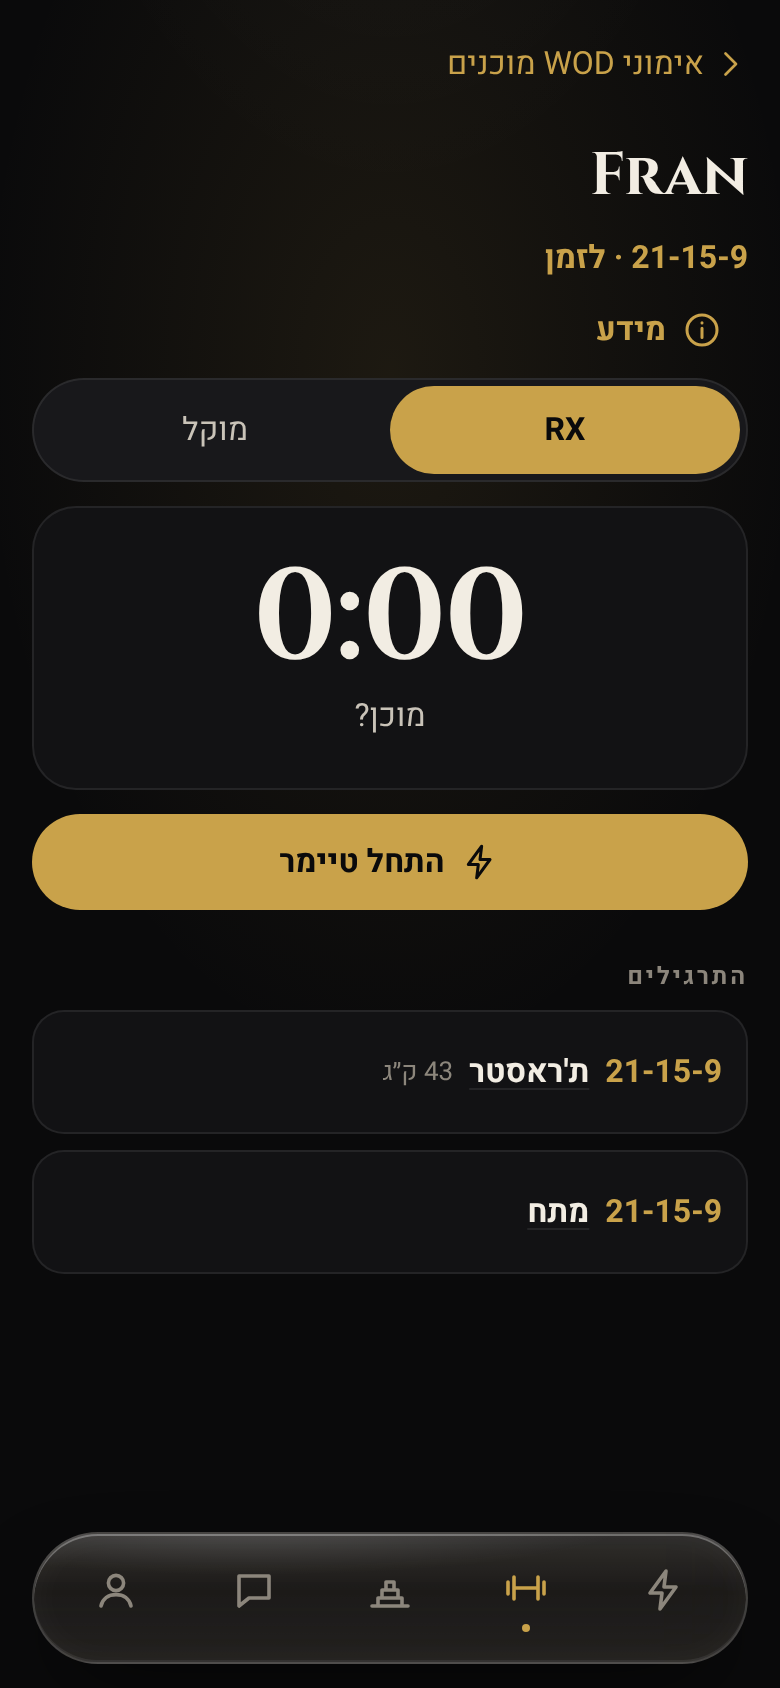 אימוני WOD מוכנים
FRAN
21-15-9 · לזמן
מידע
RX
מוקל
0:00
מוכן?
התחל טיימר
התרגילים
21-15-9 ת'ראסטר 43 ק״ג
21-15-9 מתח